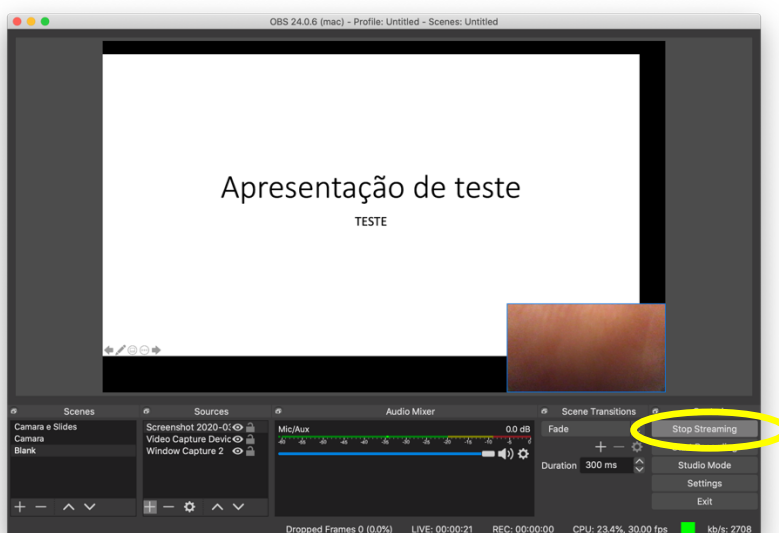 OBS 24.0.6 (mac) - Profile: Untitled - Scenes: Untitled
Apresentação de teste
TESTE
Scenes
Camara e Slides
Camara
Blank
Sources
Screenshot 2020-0
Video Capture Devic
Window Capture 2
Audio Mixer
Mic/Aux
0.0 dB
Scene Transitions
Fade
Duration 300 ms
Stop Streaming
Studio Mode
Settings
Exit
Dropped Frames 0 (0.0%) LIVE: 00:00:21 REC: 00:00:00 CPU: 23.4%, 30.00 fps kb/s: 2708